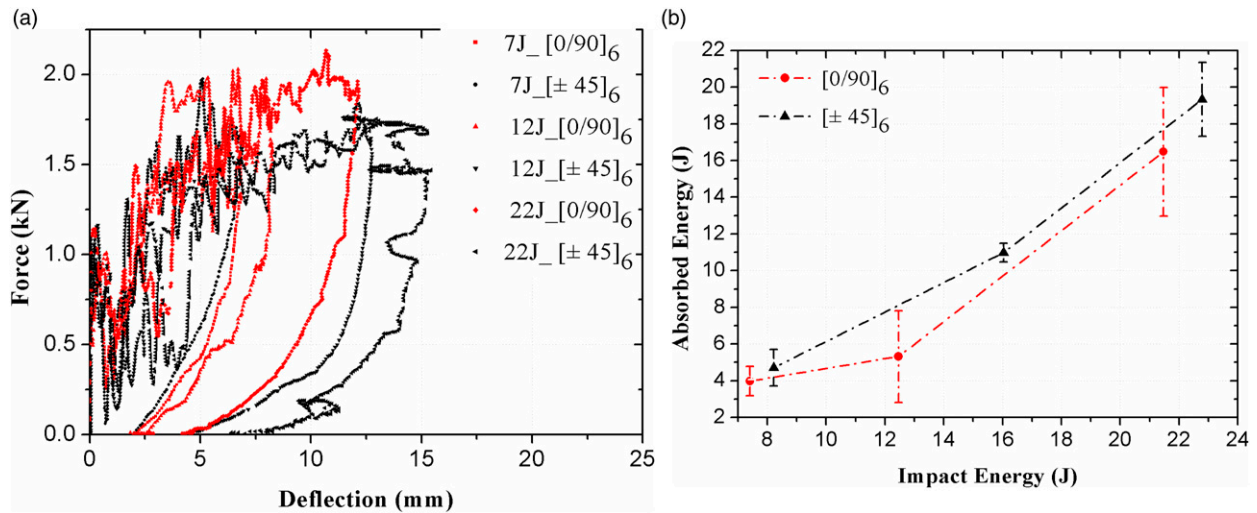 (a)
7J_ [0/90]6
7J_[± 45]6
12J_[0/90]6
12J_[± 45]6
22J_[0/90]6
22J_ [± 45]6
2.0
1.5
1.0
0.5
0.0
Force (kN)
0 5 10 15 20 25
Deflection (mm)
(b)
[0/90]6
[± 45]6
22
20
18
16
14
12
10
8
6
4
2
Absorbed Energy (J)
8 10 12 14 16 18 20 22 24
Impact Energy (J)